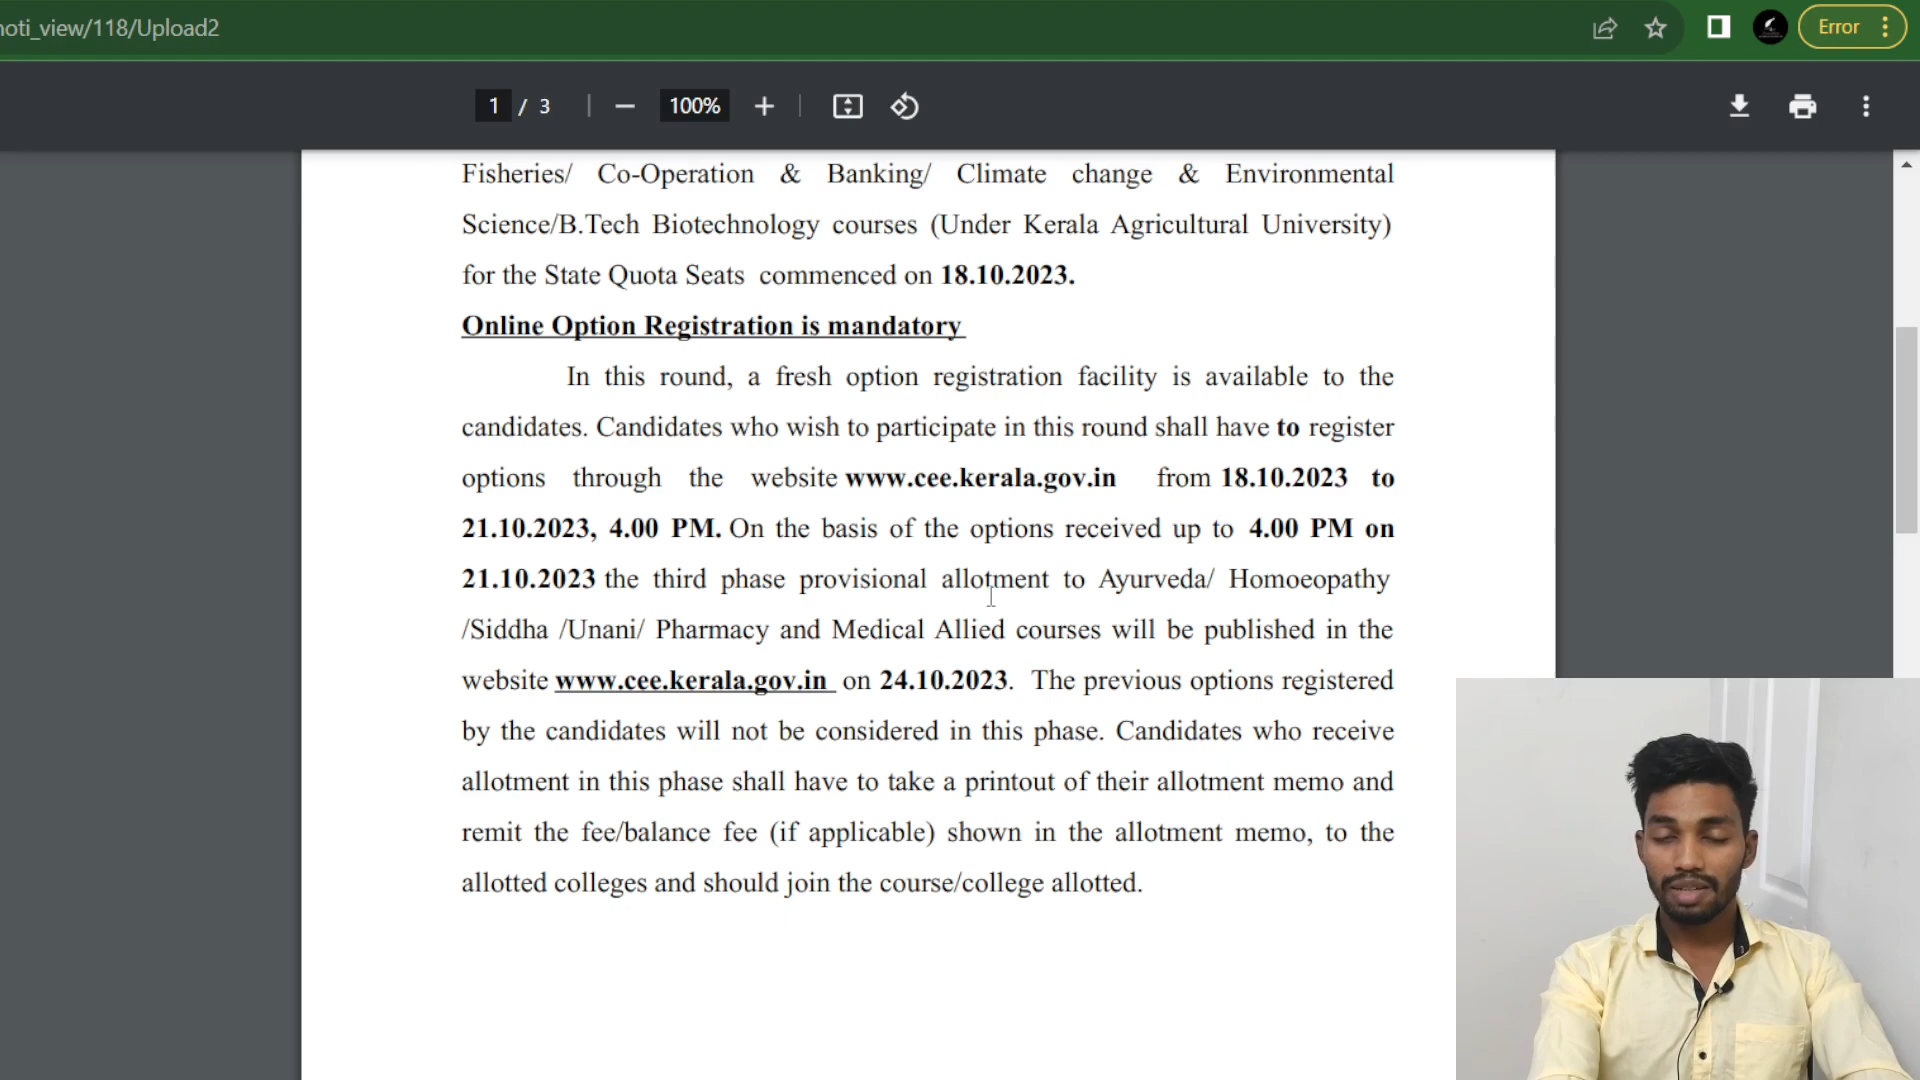 noti_view/118/Upload2
Error
1 / 3
100%
Fisheries/ Co-Operation & Banking/ Climate change & Environmental
Science/B.Tech Biotechnology courses (Under Kerala Agricultural University)
for the State Quota Seats commenced on 18.10.2023.
Online Option Registration is mandatory
In this round, a fresh option registration facility is available to the
candidates. Candidates who wish to participate in this round shall have to register
options through the website www.cee.kerala.gov.in from 18.10.2023 to
21.10.2023, 4.00 PM. On the basis of the options received up to 4.00 PM on
21.10.2023 the third phase provisional allotment to Ayurveda/ Homoeopathy
/Siddha /Unani/ Pharmacy and Medical Allied courses will be published in the
website www.cee.kerala.gov.in on 24.10.2023. The previous options registered
by the candidates will not be considered in this phase. Candidates who receive
allotment in this phase shall have to take a printout of their allotment memo and
remit the fee/balance fee (if applicable) shown in the allotment memo, to the
allotted colleges and should join the course/college allotted.